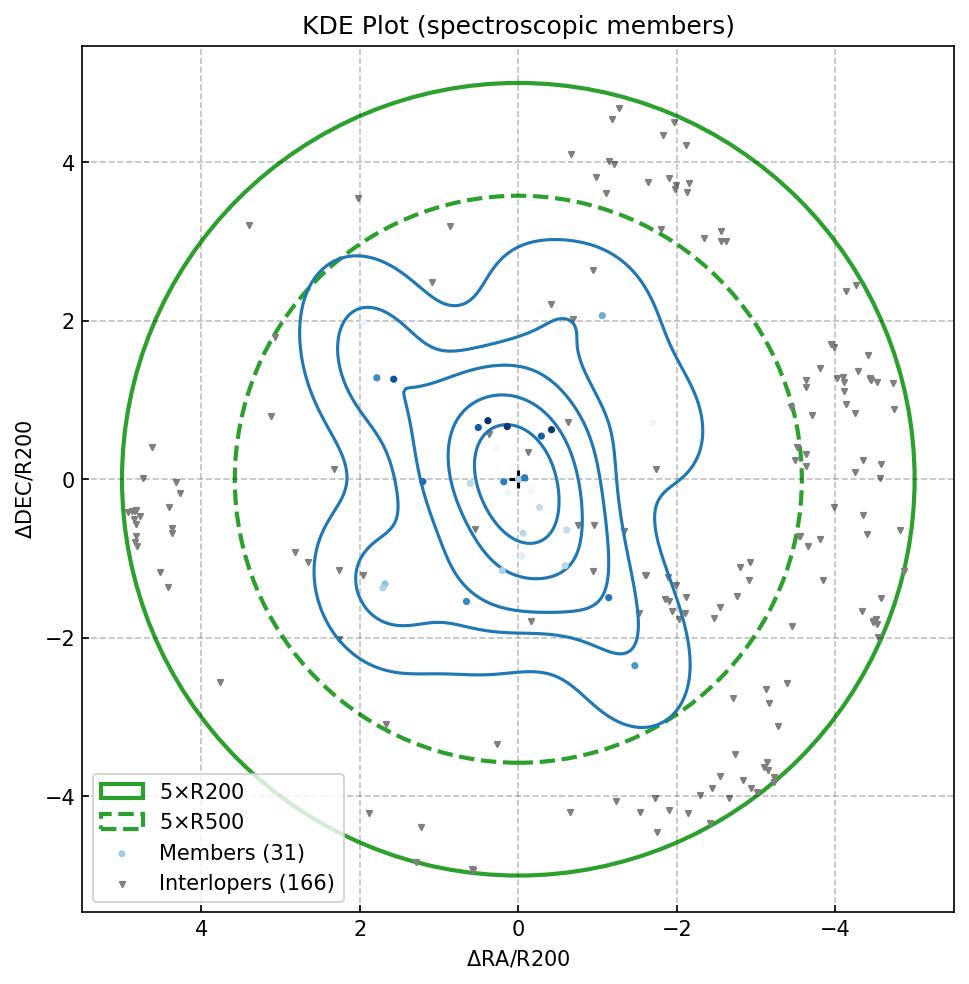 KDE Plot (spectroscopic members)
ΔDEC/R200
4
2
0
−2
−4
5×R200
5×R500
Members (31)
Interlopers (166)
4 2 0 −2 −4
ΔRA/R200